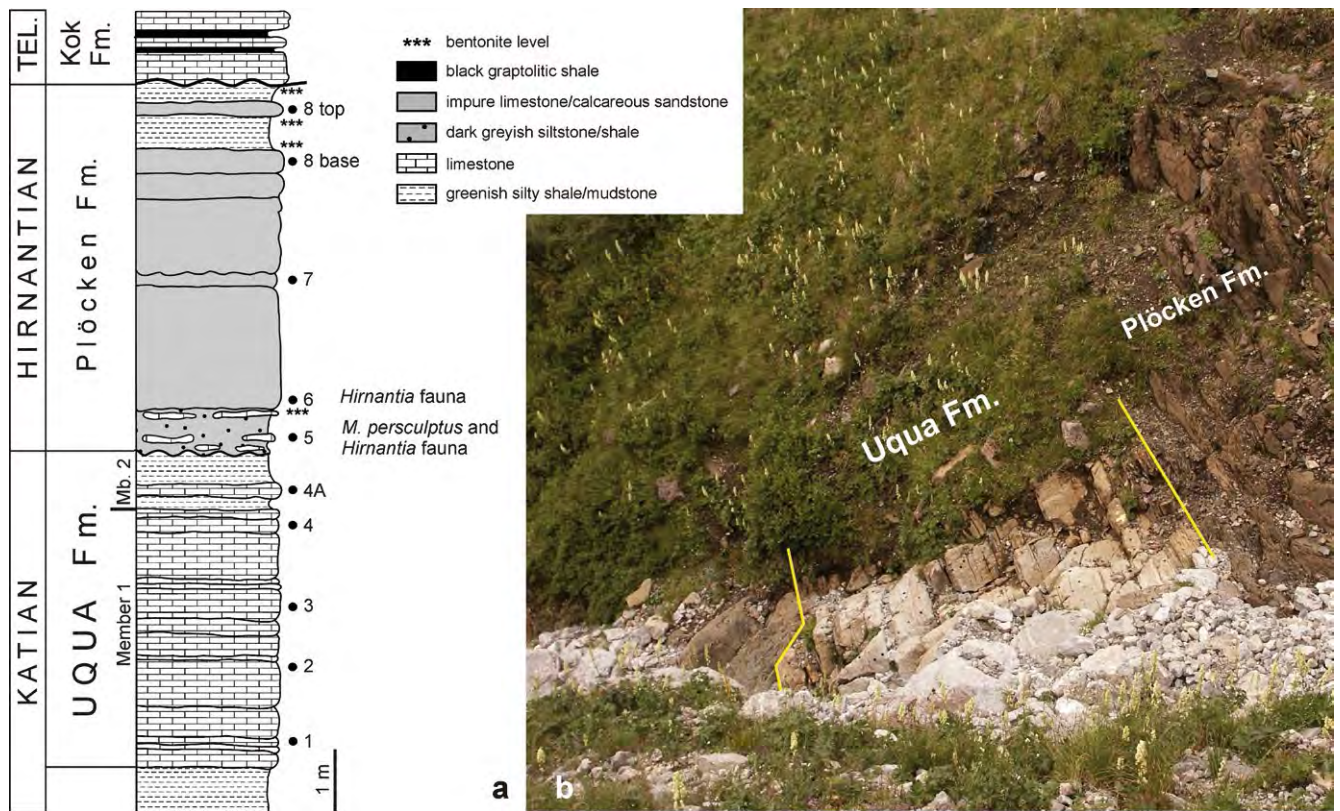 TEL.
Kok
Fm.
HIRNANTIAN
Plöcken Fm.
KATIAN
UQUA Fm.
Mb. 2
Member 1
***
8 top
***
***
8 base
7
6 Hirnantia fauna
***
5 M. persculptus and
Hirnantia fauna
4A
4
3
2
1
1 m
*** bentonite level
black graptolitic shale
impure limestone/calcareous sandstone
dark greyish siltstone/shale
limestone
greenish silty shale/mudstone
a
Uqua Fm.
Plöcken Fm.
b